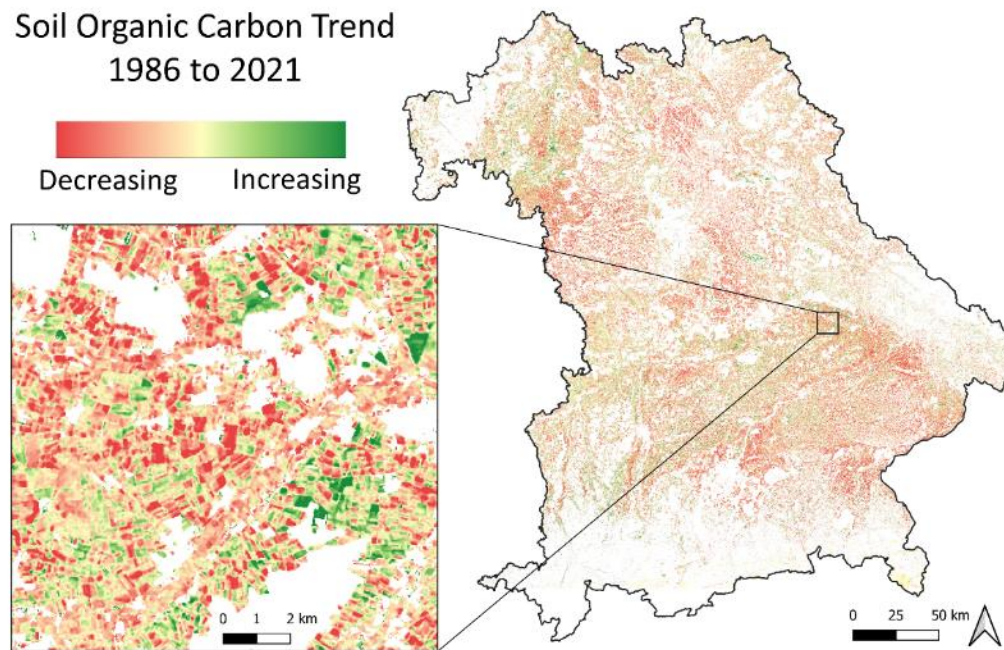 Soil Organic Carbon Trend
1986 to 2021
Decreasing Increasing
0 1 2 km
0 25 50 km